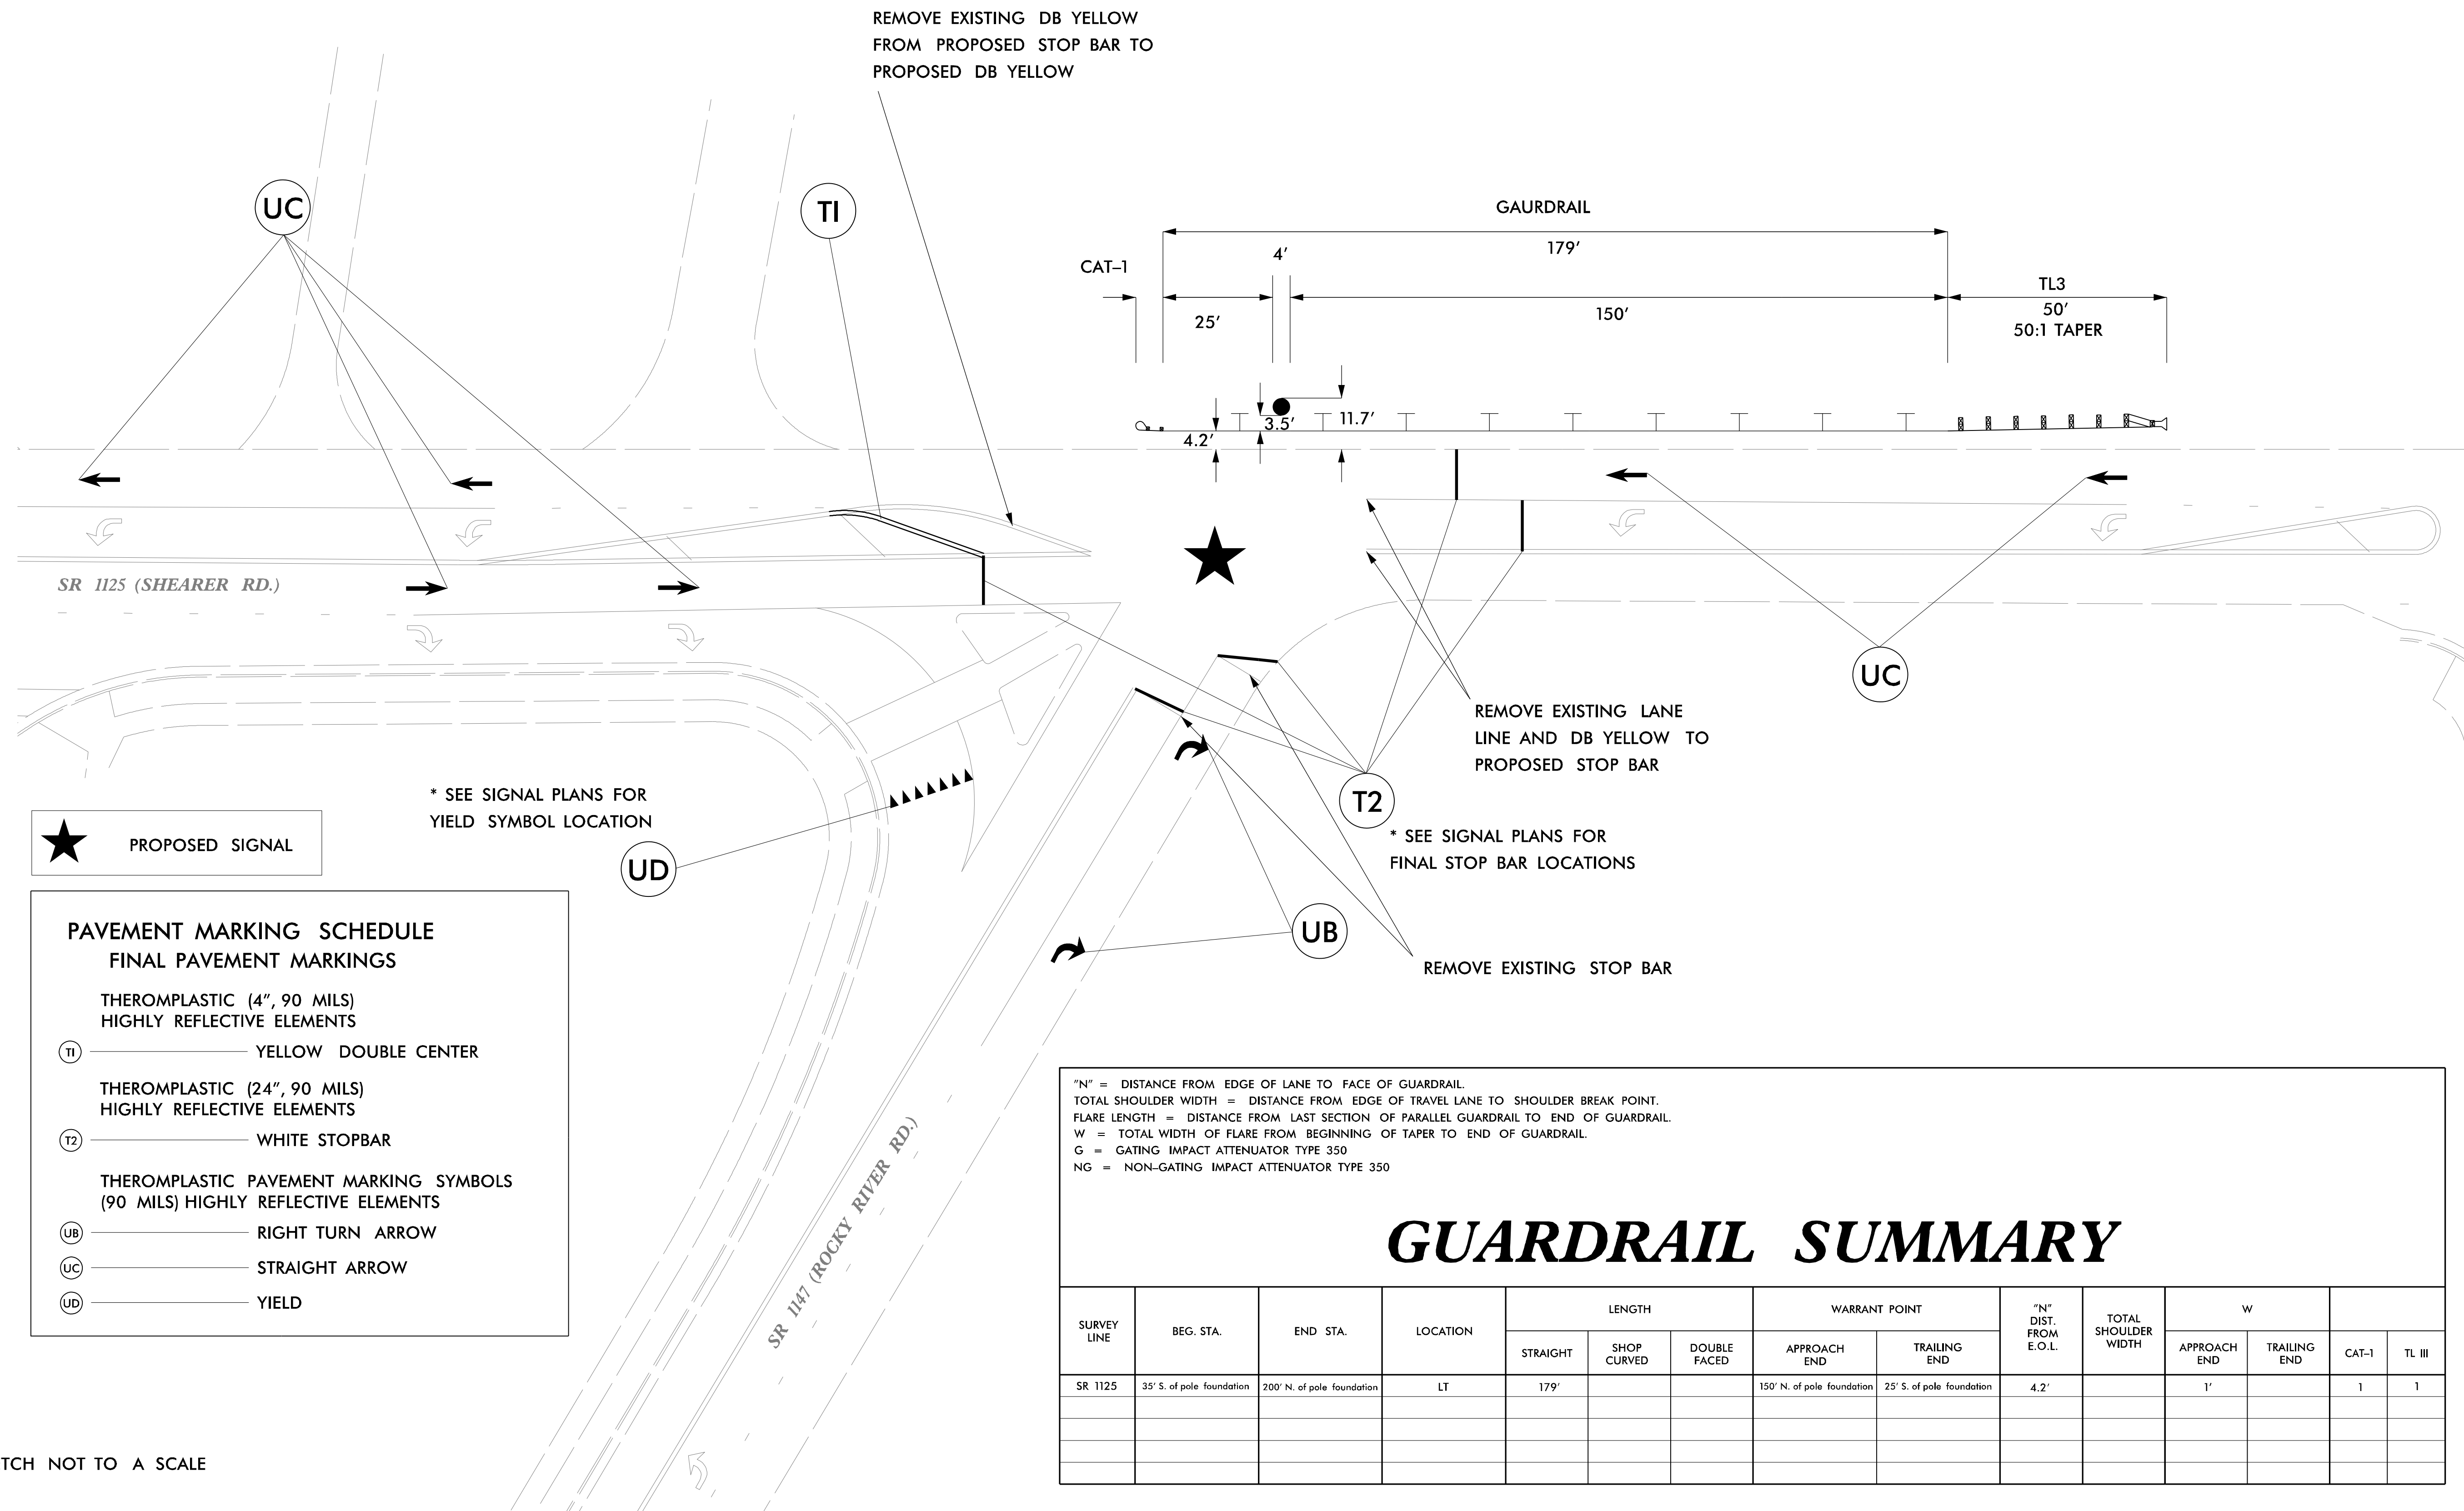 REMOVE EXISTING DB YELLOW
FROM PROPOSED STOP BAR TO
PROPOSED DB YELLOW
UC
T1
GAURDRAIL
179'
4'
CAT-1
25'
150'
TL3
50'
50:1 TAPER
3.5'
11.7'
4.2'
SR 1125 (SHEARER RD.)
UC
REMOVE EXISTING LANE
LINE AND DB YELLOW TO
PROPOSED STOP BAR
T2
* SEE SIGNAL PLANS FOR
FINAL STOP BAR LOCATIONS
* SEE SIGNAL PLANS FOR
YIELD SYMBOL LOCATION
UD
UB
REMOVE EXISTING STOP BAR
PROPOSED SIGNAL
PAVEMENT MARKING SCHEDULE
FINAL PAVEMENT MARKINGS
THEROMPLASTIC (4", 90 MILS)
HIGHLY REFLECTIVE ELEMENTS
T1 YELLOW DOUBLE CENTER
THEROMPLASTIC (24", 90 MILS)
HIGHLY REFLECTIVE ELEMENTS
T2 WHITE STOPBAR
THEROMPLASTIC PAVEMENT MARKING SYMBOLS
(90 MILS) HIGHLY REFLECTIVE ELEMENTS
UB RIGHT TURN ARROW
UC STRAIGHT ARROW
UD YIELD
SR 1147 (ROCKY RIVER RD.)
TCH NOT TO A SCALE
"N" = DISTANCE FROM EDGE OF LANE TO FACE OF GUARDRAIL.
TOTAL SHOULDER WIDTH = DISTANCE FROM EDGE OF TRAVEL LANE TO SHOULDER BREAK POINT.
FLARE LENGTH = DISTANCE FROM LAST SECTION OF PARALLEL GUARDRAIL TO END OF GUARDRAIL.
W = TOTAL WIDTH OF FLARE FROM BEGINNING OF TAPER TO END OF GUARDRAIL.
G = GATING IMPACT ATTENUATOR TYPE 350
NG = NON-GATING IMPACT ATTENUATOR TYPE 350
GUARDRAIL SUMMARY
SURVEY
LINE
BEG. STA.
END STA.
LOCATION
LENGTH
STRAIGHT
SHOP
CURVED
DOUBLE
FACED
WARRANT POINT
APPROACH
END
TRAILING
END
"N"
DIST.
FROM
E.O.L.
TOTAL
SHOULDER
WIDTH
W
APPROACH
END
TRAILING
END
CAT-1
TL III
SR 1125 35' S. of pole foundation 200' N. of pole foundation LT 179' 150' N. of pole foundation 25' S. of pole foundation 4.2' 1' 1 1